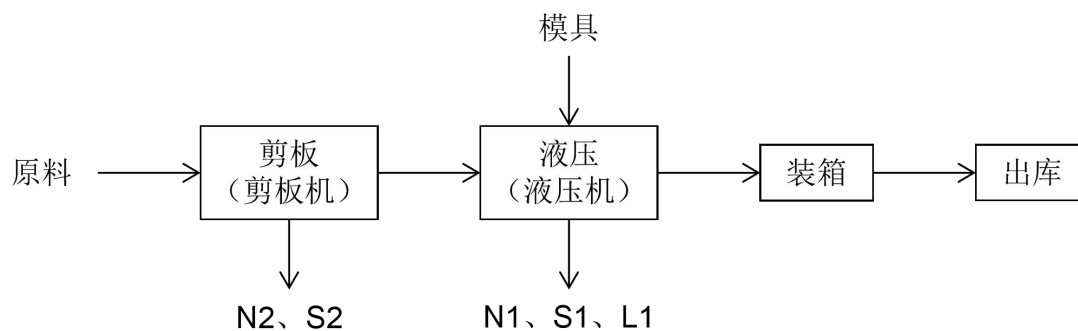 模具
原料
剪板
（剪板机）
液压
（液压机）
装箱
出库
N2、S2
N1、S1、L1